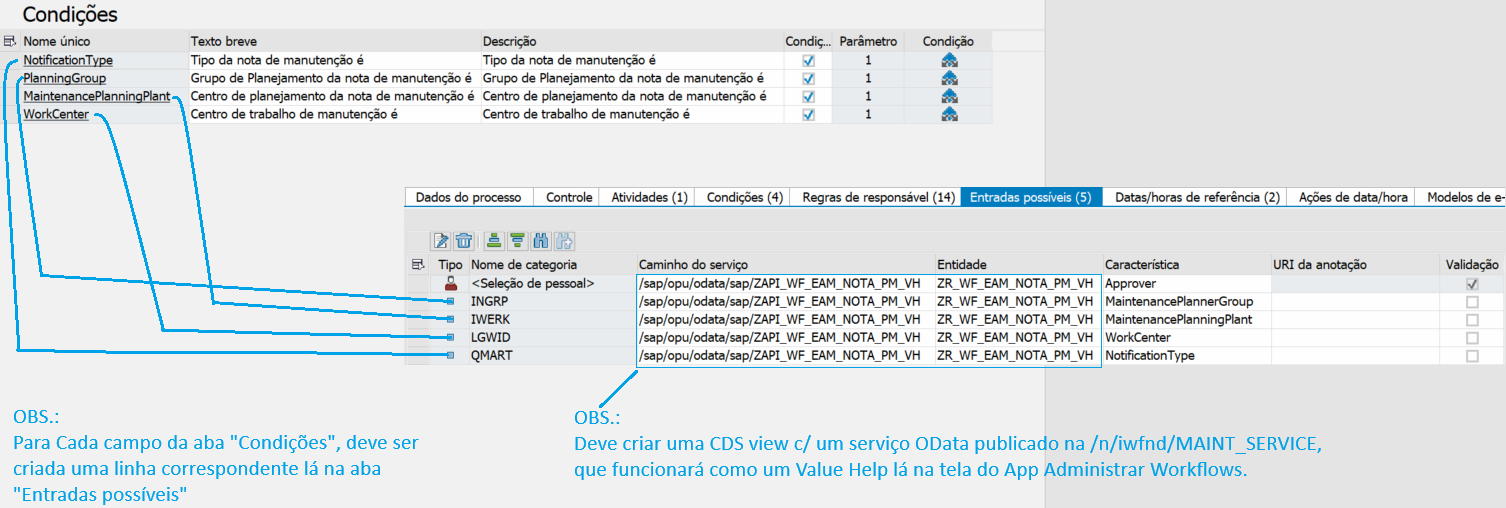 Condições
Nome único Texto breve Descrição Condiç... Parâmetro Condição
NotificationType Tipo da nota de manutenção é Tipo da nota de manutenção é 1
PlanningGroup Grupo de Planejamento da nota de manutenção é Grupo de Planejamento da nota de manutenção é 1
MaintenancePlanningPlant Centro de planejamento da nota de manutenção é Centro de planejamento da nota de manutenção é 1
WorkCenter Centro de trabalho de manutenção é Centro de trabalho de manutenção é 1
Dados do processo Controle Atividades (1) Condições (4) Regras de responsável (14) Entradas possíveis (5) Datas/horas de referência (2) Ações de data/hora Modelos de e-
Tipo Nome de categoria Caminho do serviço Entidade Característica URI da anotação Validação
<Seleção de pessoal> /sap/opu/odata/sap/ZAPI_WF_EAM_NOTA_PM_VH ZR_WF_EAM_NOTA_PM_VH Approver
INGRP /sap/opu/odata/sap/ZAPI_WF_EAM_NOTA_PM_VH ZR_WF_EAM_NOTA_PM_VH MaintenancePlannerGroup
IWERK /sap/opu/odata/sap/ZAPI_WF_EAM_NOTA_PM_VH ZR_WF_EAM_NOTA_PM_VH MaintenancePlanningPlant
LGWID /sap/opu/odata/sap/ZAPI_WF_EAM_NOTA_PM_VH ZR_WF_EAM_NOTA_PM_VH WorkCenter
QMART /sap/opu/odata/sap/ZAPI_WF_EAM_NOTA_PM_VH ZR_WF_EAM_NOTA_PM_VH NotificationType
OBS.:
Para Cada campo da aba "Condições", deve ser
criada uma linha correspondente lá na aba
"Entradas possíveis"
OBS.:
Deve criar uma CDS view c/ um serviço OData publicado na /n/iwfnd/MAINT_SERVICE,
que funcionará como um Value Help lá na tela do App Administrar Workflows.